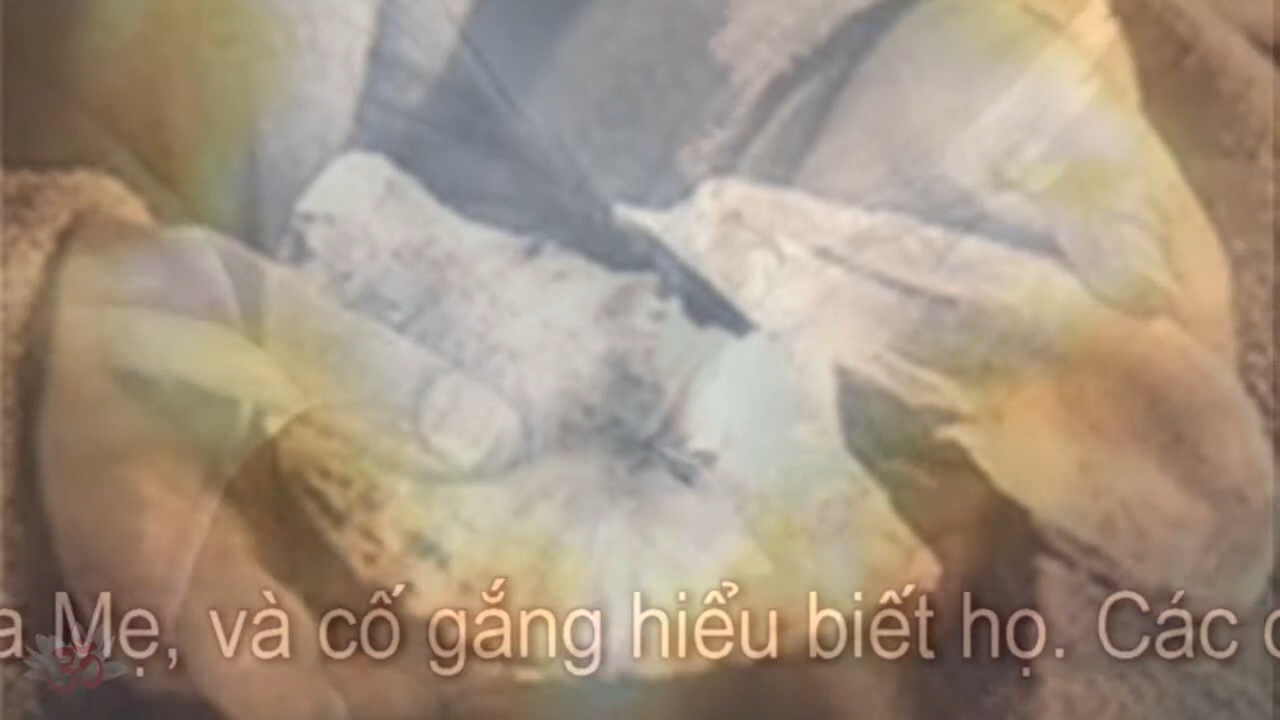 a Mẹ, và cố gắng hiểu biết họ. Các
ॐ